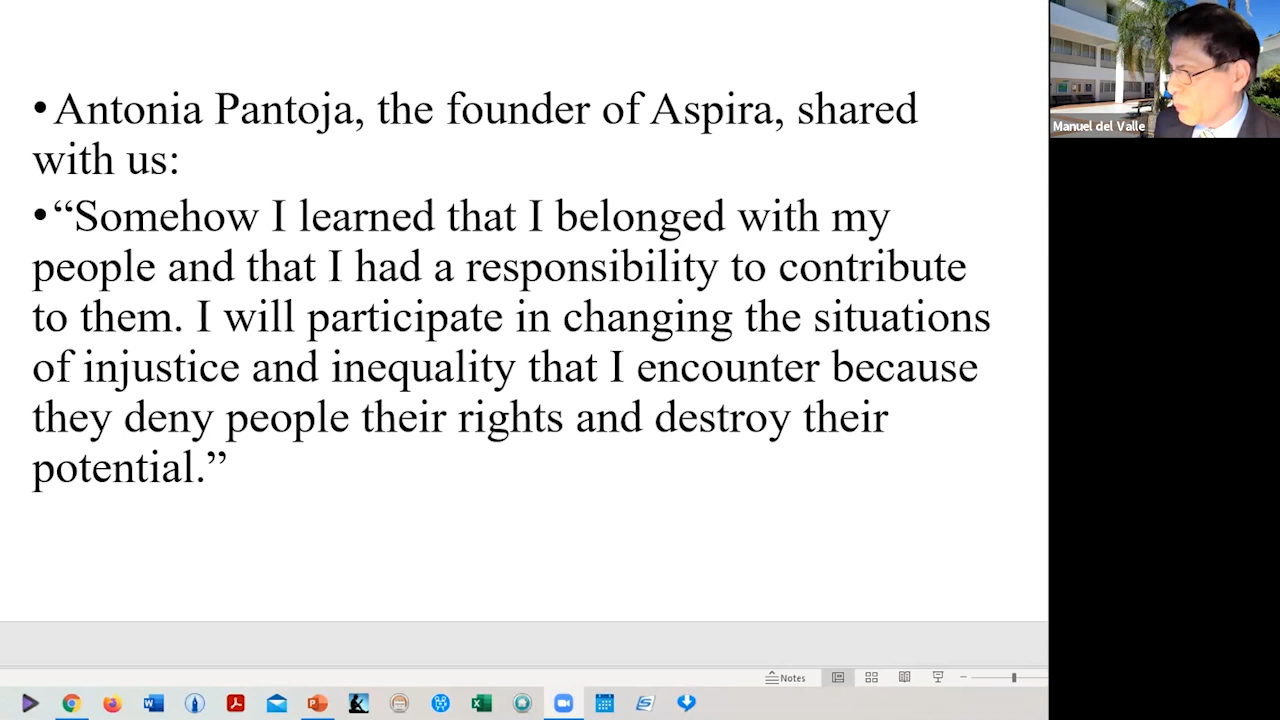 •Antonia Pantoja, the founder of Aspira, shared
with us:
•“Somehow I learned that I belonged with my
people and that I had a responsibility to contribute
to them. I will participate in changing the situations
of injustice and inequality that I encounter because
they deny people their rights and destroy their
potential.”
Manuel del Valle
Notes